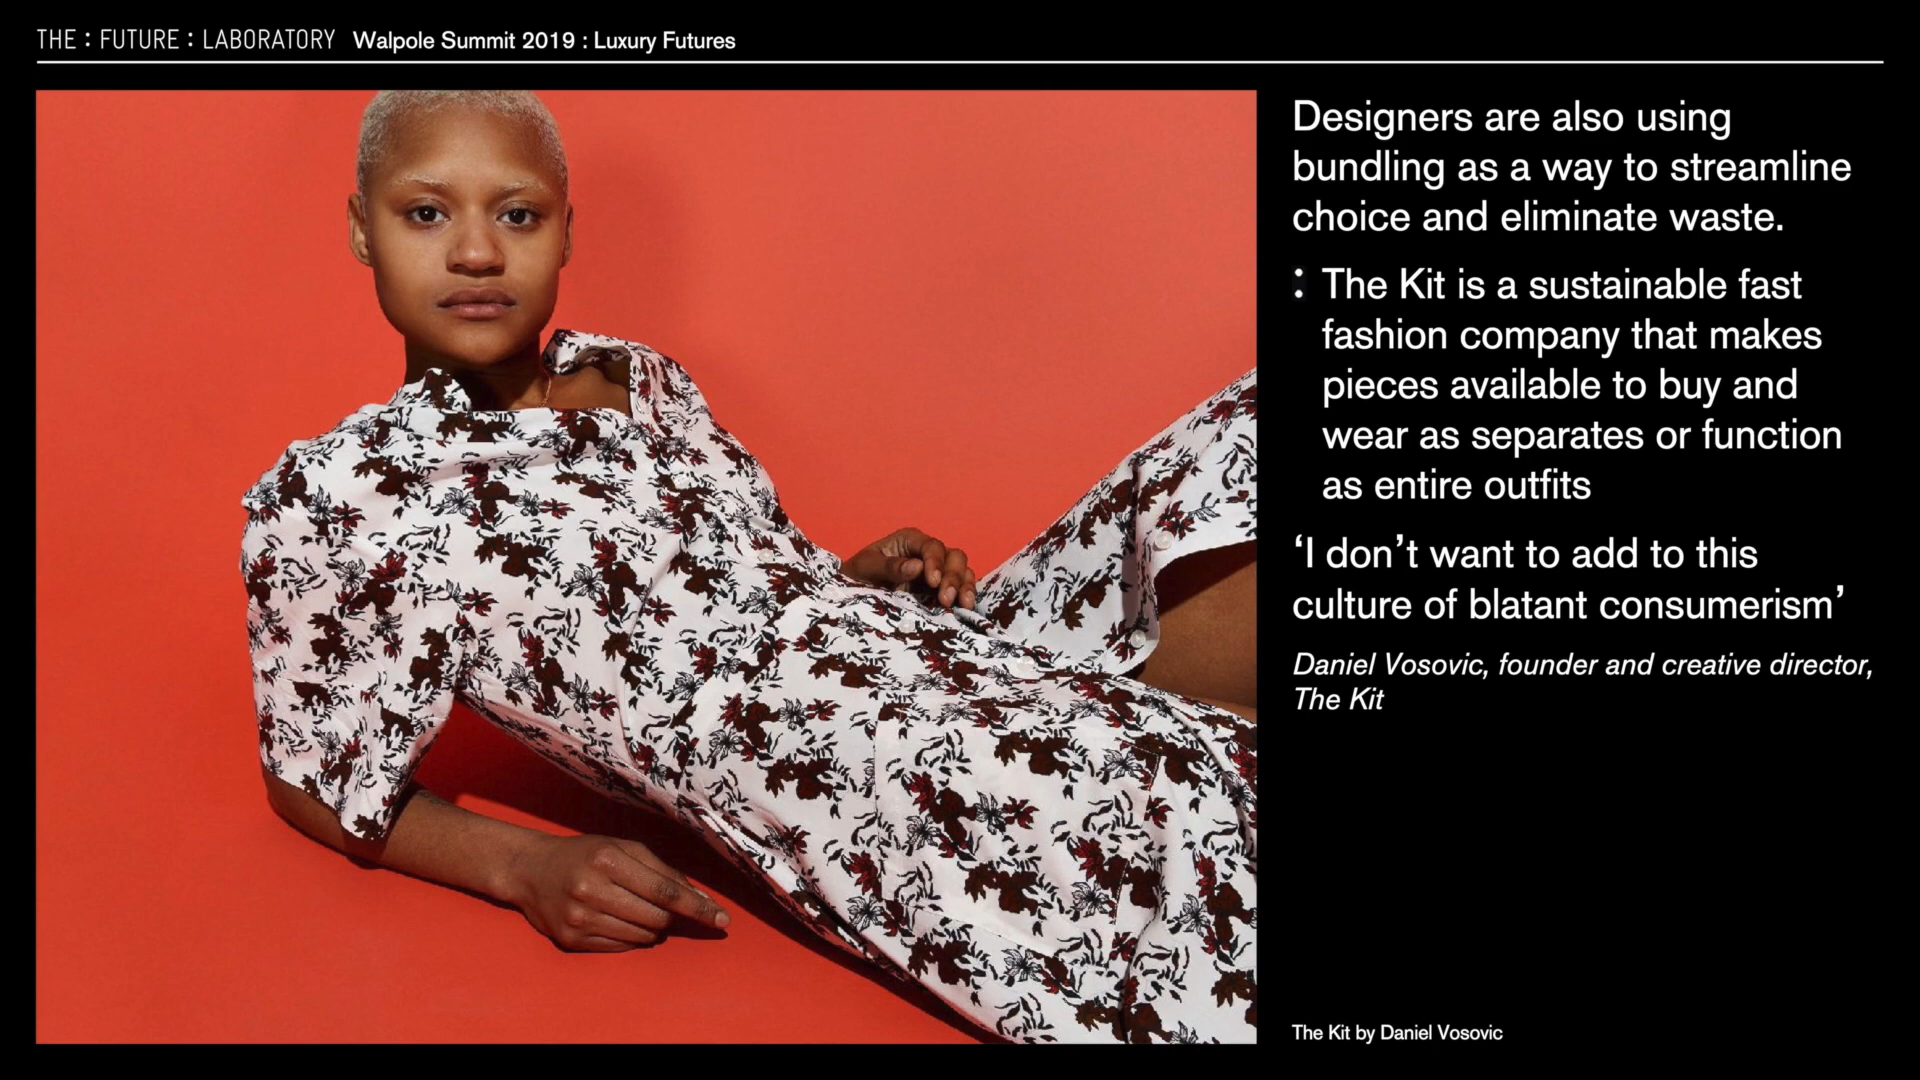 THE : FUTURE : LABORATORY Walpole Summit 2019 : Luxury Futures
Designers are also using
bundling as a way to streamline
choice and eliminate waste.
: The Kit is a sustainable fast
fashion company that makes
pieces available to buy and
wear as separates or function
as entire outfits
‘I don’t want to add to this
culture of blatant consumerism’
Daniel Vosovic, founder and creative director,
The Kit
The Kit by Daniel Vosovic